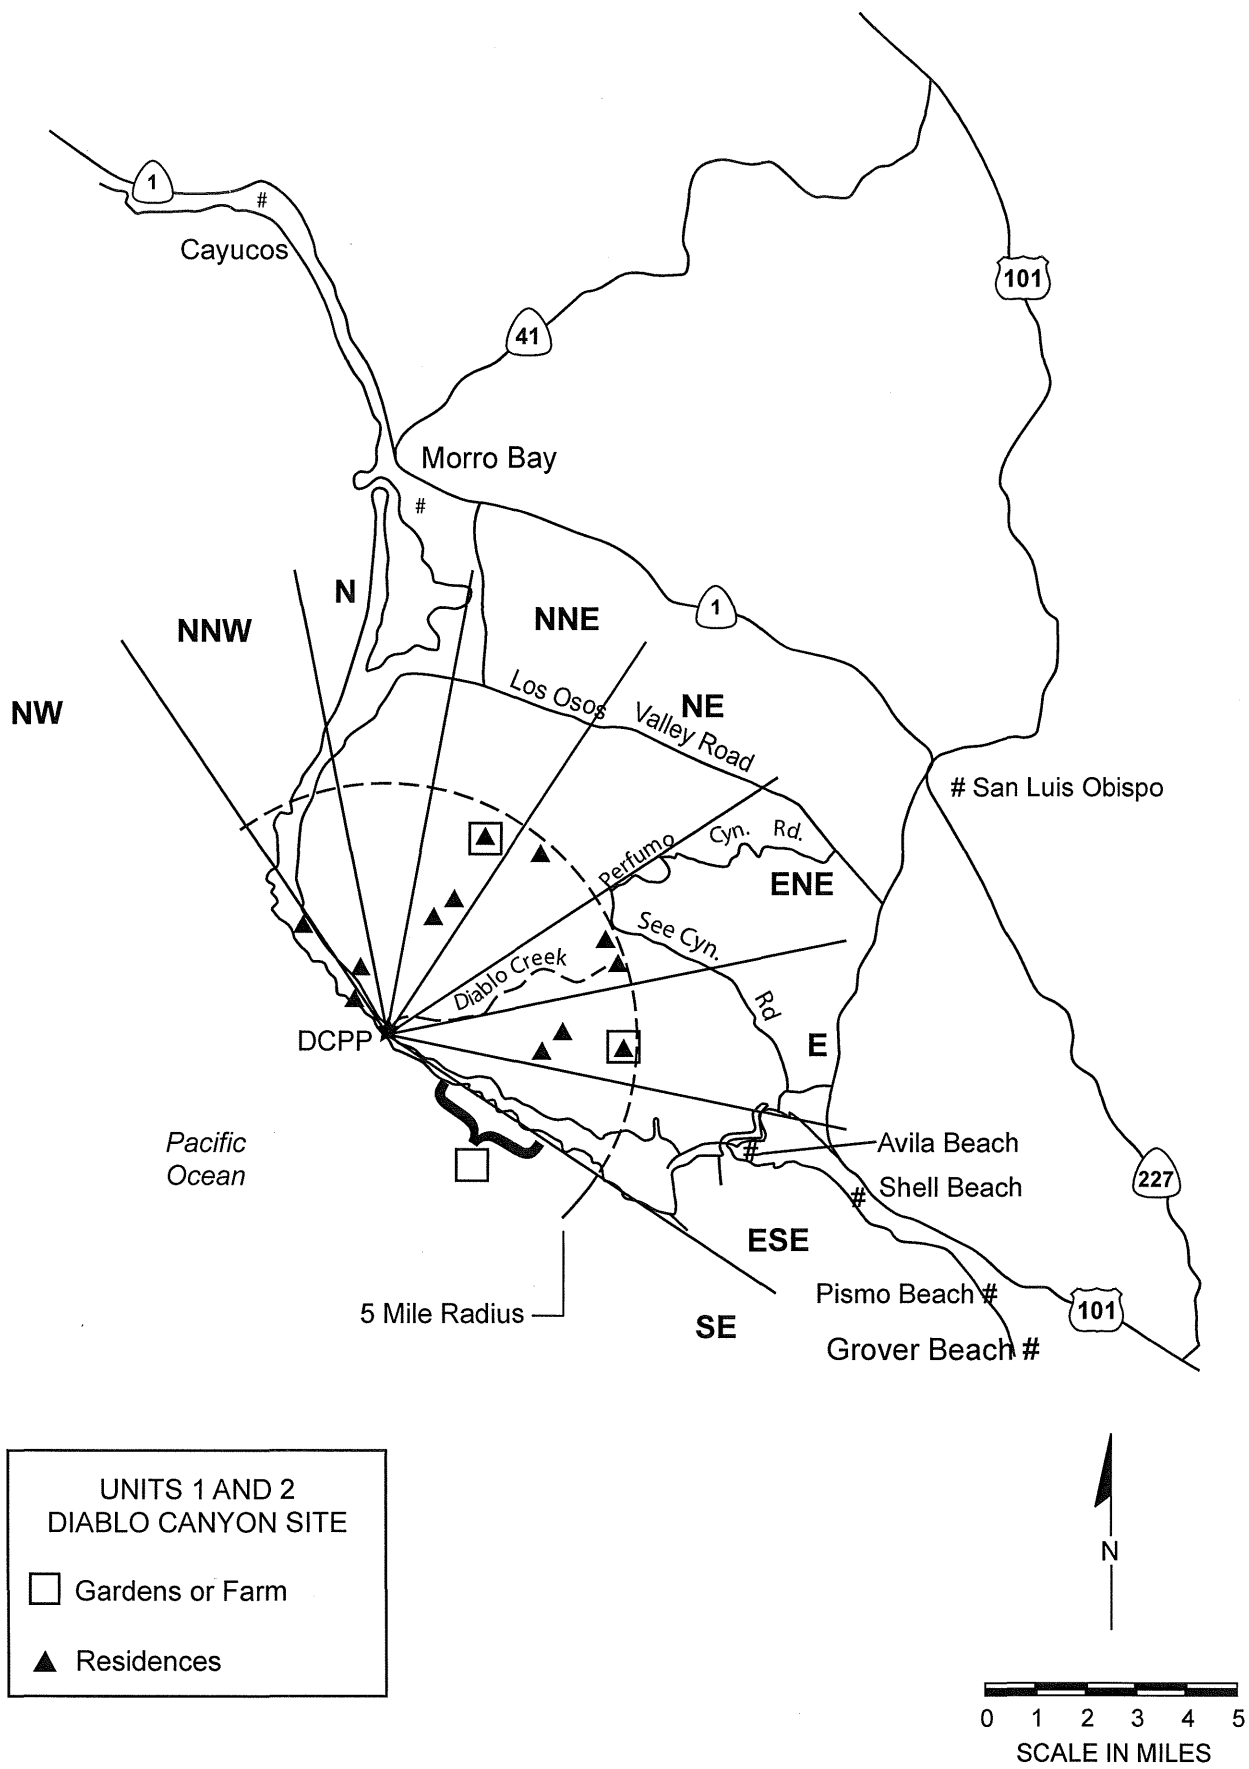 1
#
Cayucos
101
41
Morro Bay
#
N
NNW
NNE
1
NW
Los Osos Valley Road
NE
# San Luis Obispo
Perfumo Cyn. Rd.
ENE
See Cyn. Rd
Diablo Creek
DCPP
E
Pacific
Ocean
#
Avila Beach
#
Shell Beach
227
ESE
Pismo Beach #
5 Mile Radius
SE
101
Grover Beach #
UNITS 1 AND 2
DIABLO CANYON SITE
Gardens or Farm
Residences
N
0 1 2 3 4 5
SCALE IN MILES